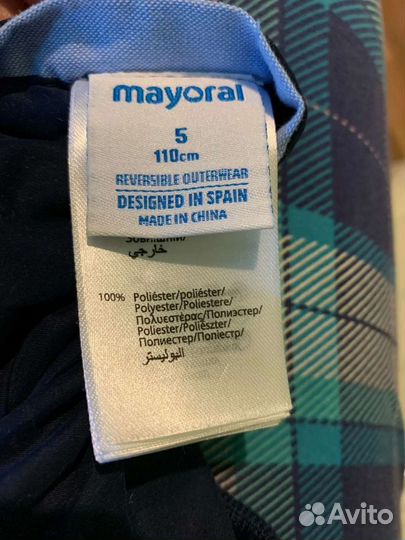 mayoral
5
110cm
REVERSIBLE OUTERWEAR
DESIGNED IN SPAIN
MADE IN CHINA
خارجي
100% Poliéster/poliéster/
Polyester/Poliestere/
Πολυεστέρας/Полиэстер/
Poliester/Poliészter/
Полиестер/Поліестр/
البوليستر
Avito